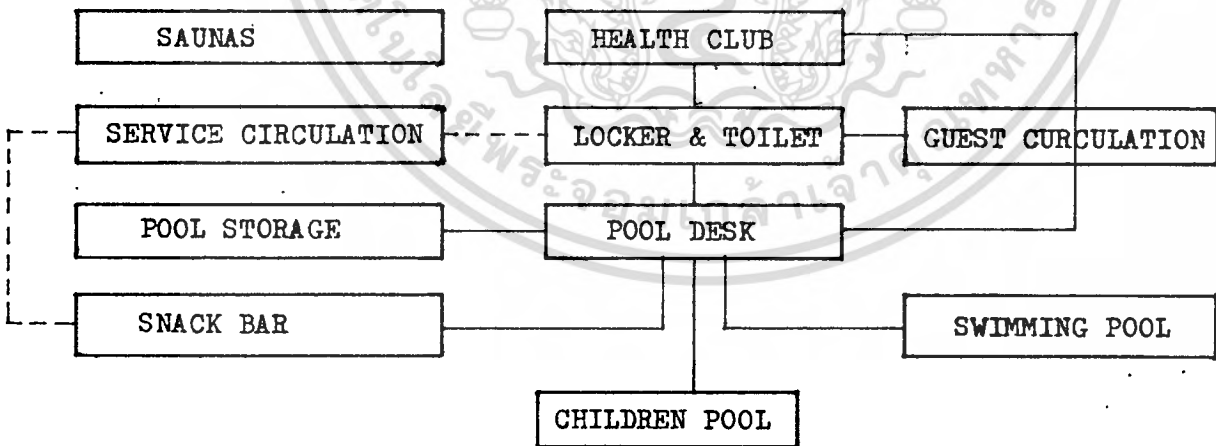 SAUNAS
HEALTH CLUB
SERVICE CIRCULATION
LOCKER & TOILET
GUEST CURCULATION
POOL STORAGE
POOL DESK
SNACK BAR
SWIMMING POOL
CHILDREN POOL